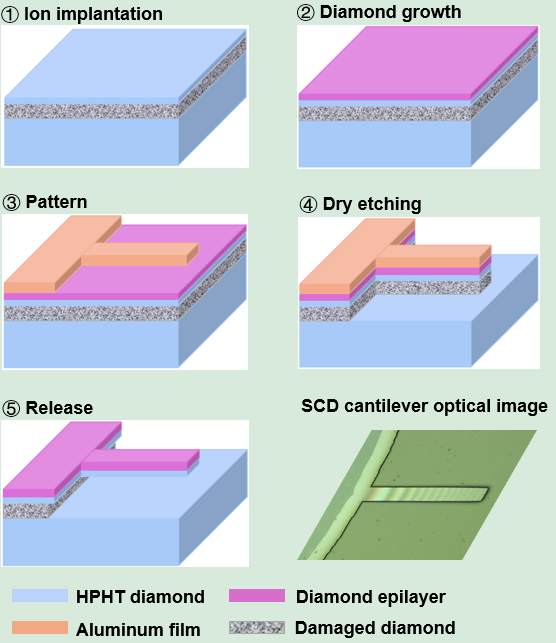 ① Ion implantation
② Diamond growth
③ Pattern
④ Dry etching
⑤ Release
SCD cantilever optical image
HPHT diamond
Diamond epilayer
Aluminum film
Damaged diamond